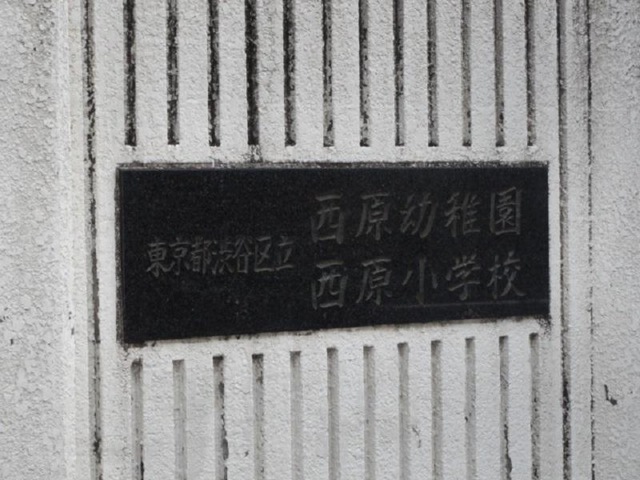 東京都渋谷区立
西原幼稚園
西原小学校